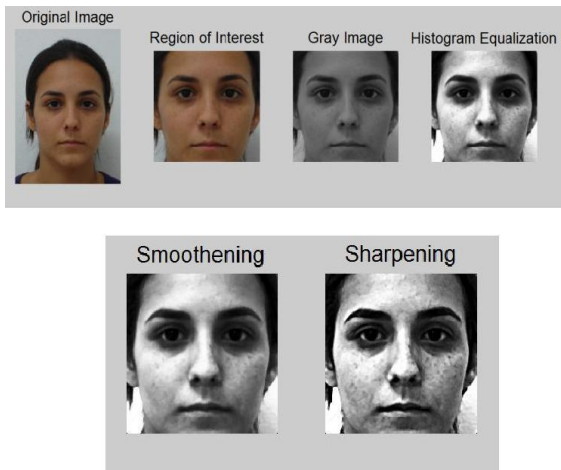 Original Image
Region of Interest
Gray Image
Histogram Equalization
Smoothening
Sharpening